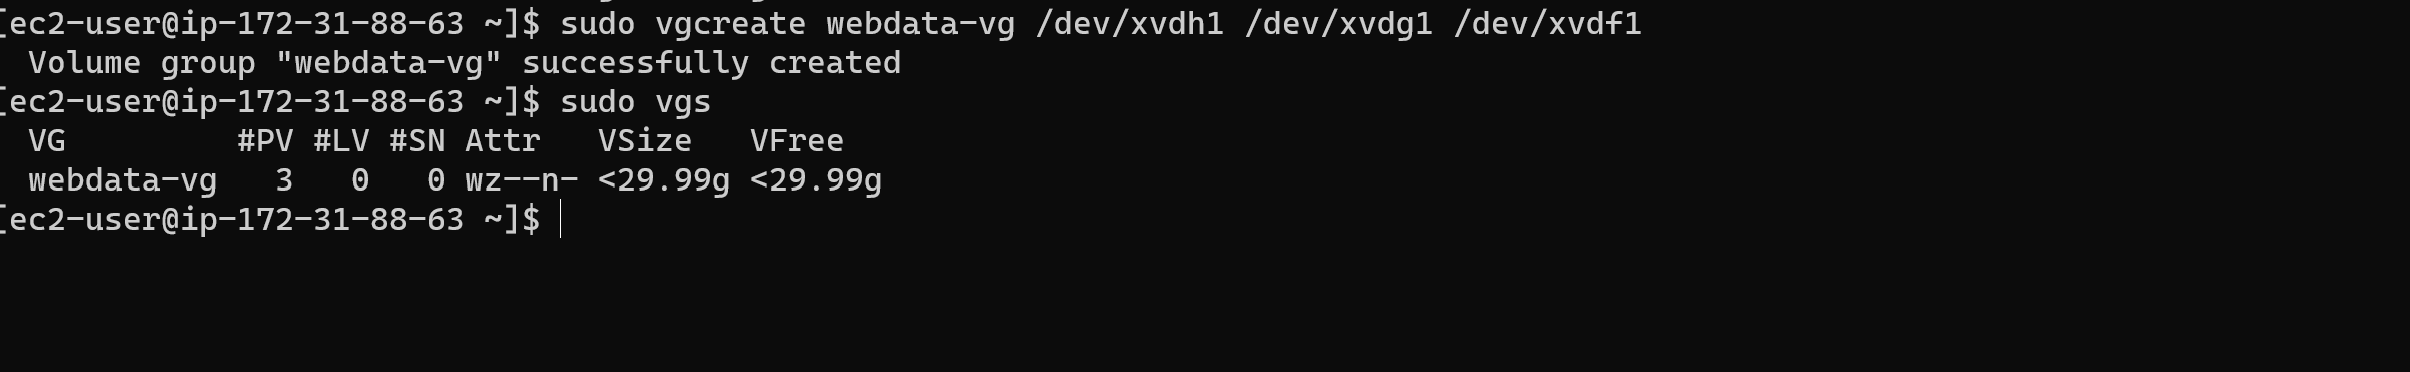 [ec2-user@ip-172-31-88-63 ~]$ sudo vgcreate webdata-vg /dev/xvdh1 /dev/xvdg1 /dev/xvdf1
  Volume group "webdata-vg" successfully created
[ec2-user@ip-172-31-88-63 ~]$ sudo vgs
  VG         #PV #LV #SN Attr   VSize   VFree
  webdata-vg   3   0   0 wz--n- <29.99g <29.99g
[ec2-user@ip-172-31-88-63 ~]$